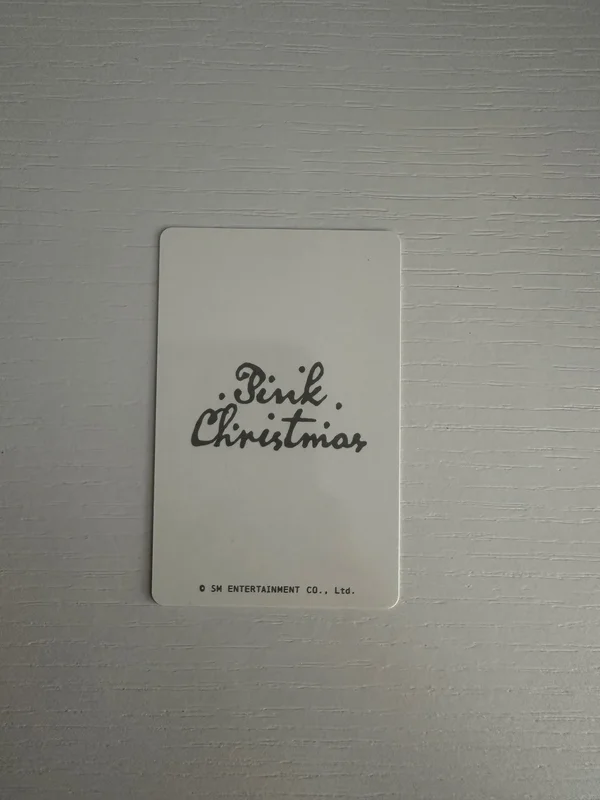 . Pink .
Christmas
© SM ENTERTAINMENT CO., Ltd.